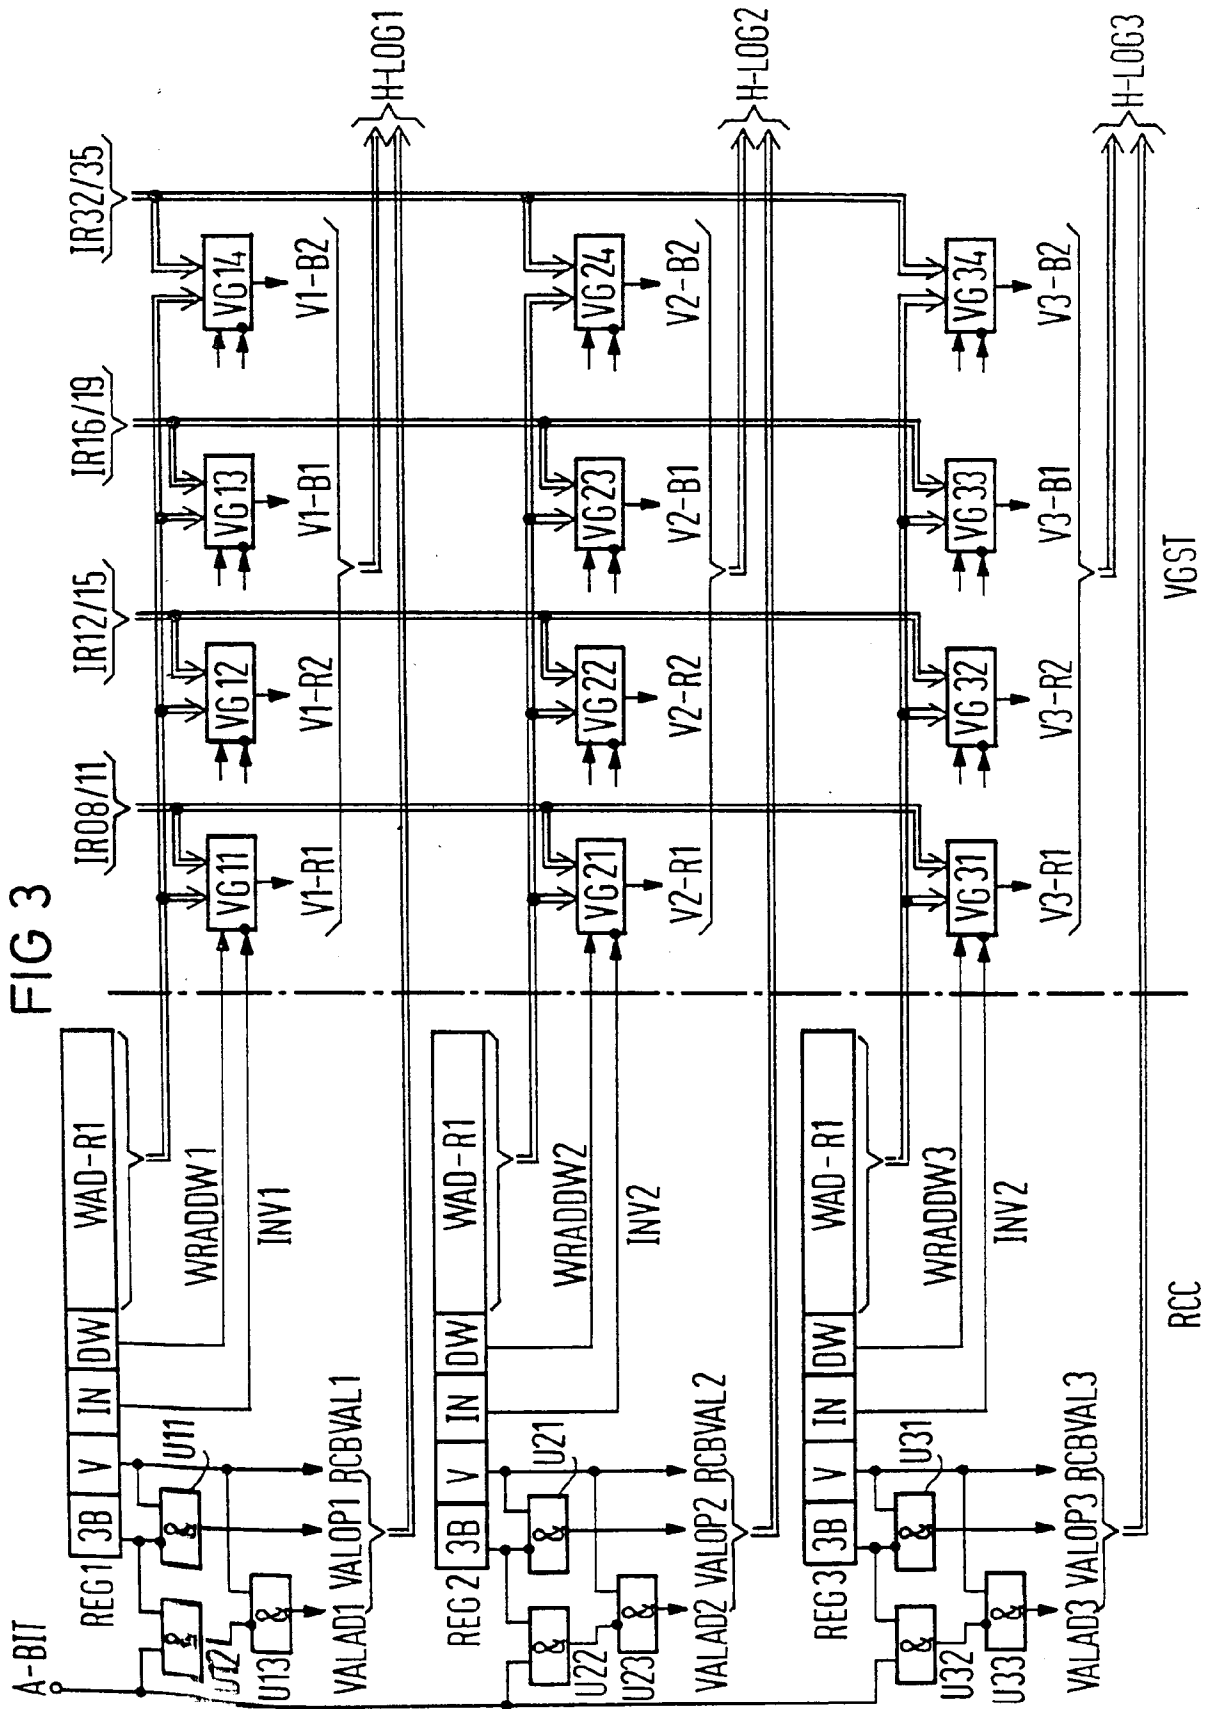 FIG 3
A-BIT
IR08/11 IR12/15 IR16/19 IR32/35
REG1 3B V IN DW WAD-R1
U11
U12
U13
WRADDW1
INV1
VG11 VG12 VG13 VG14
V1-R1 V1-R2 V1-B1 V1-B2
VALAD1 VALOP1 RCBVAL1
H-LOG1
REG2 3B V IN DW WAD-R1
U21
U22
U23
WRADDW2
INV2
VG21 VG22 VG23 VG24
V2-R1 V2-R2 V2-B1 V2-B2
VALAD2 VALOP2 RCBVAL2
H-LOG2
REG3 3B V IN DW WAD-R1
U31
U32
U33
WRADDW3
INV2
VG31 VG32 VG33 VG34
V3-R1 V3-R2 V3-B1 V3-B2
VALAD3 VALOP3 RCBVAL3
H-LOG3
RCC VGST
& & &
& & &
& & &